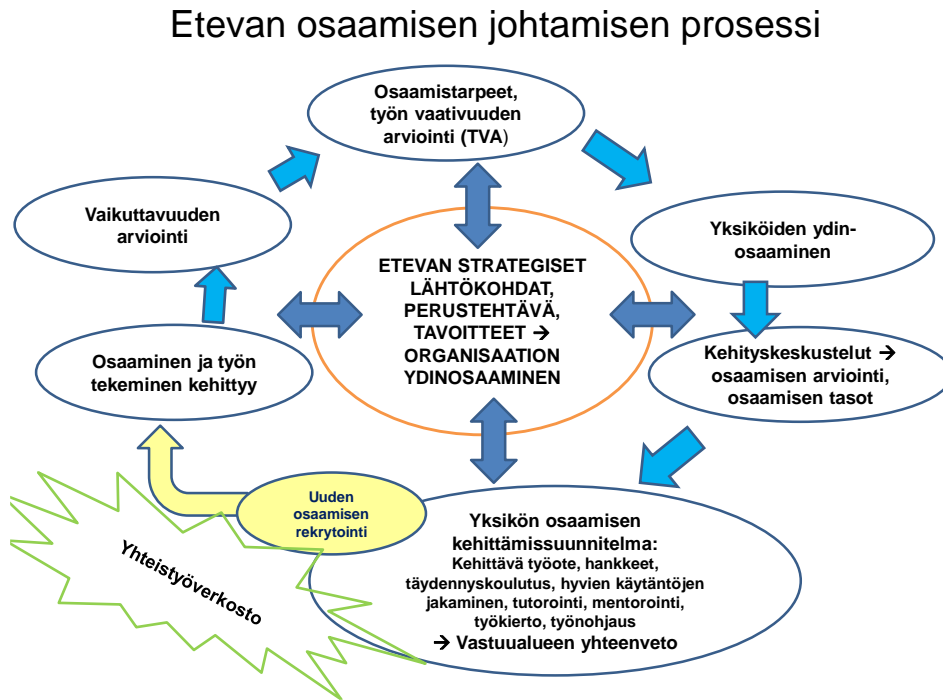 Etevan osaamisen johtamisen prosessi
Osaamistarpeet,
työn vaativuuden
arviointi (TVA)
Vaikuttavuuden
arviointi
Yksiköiden ydin-
osaaminen
ETEVAN STRATEGISET
LÄHTÖKOHDAT,
PERUSTEHTÄVÄ,
TAVOITTEET →
ORGANISAATION
YDINOSAAMINEN
Osaaminen ja työn
tekeminen kehittyy
Kehityskeskustelut →
osaamisen arviointi,
osaamisen tasot
Uuden
osaamisen
rekrytointi
Yhteistyöverkosto
Yksikön osaamisen
kehittämissuunnitelma:
Kehittävä työote, hankkeet,
täydennyskoulutus, hyvien käytäntöjen
jakaminen, tutorointi, mentorointi,
työkierto, työnohjaus
→ Vastuualueen yhteenveto